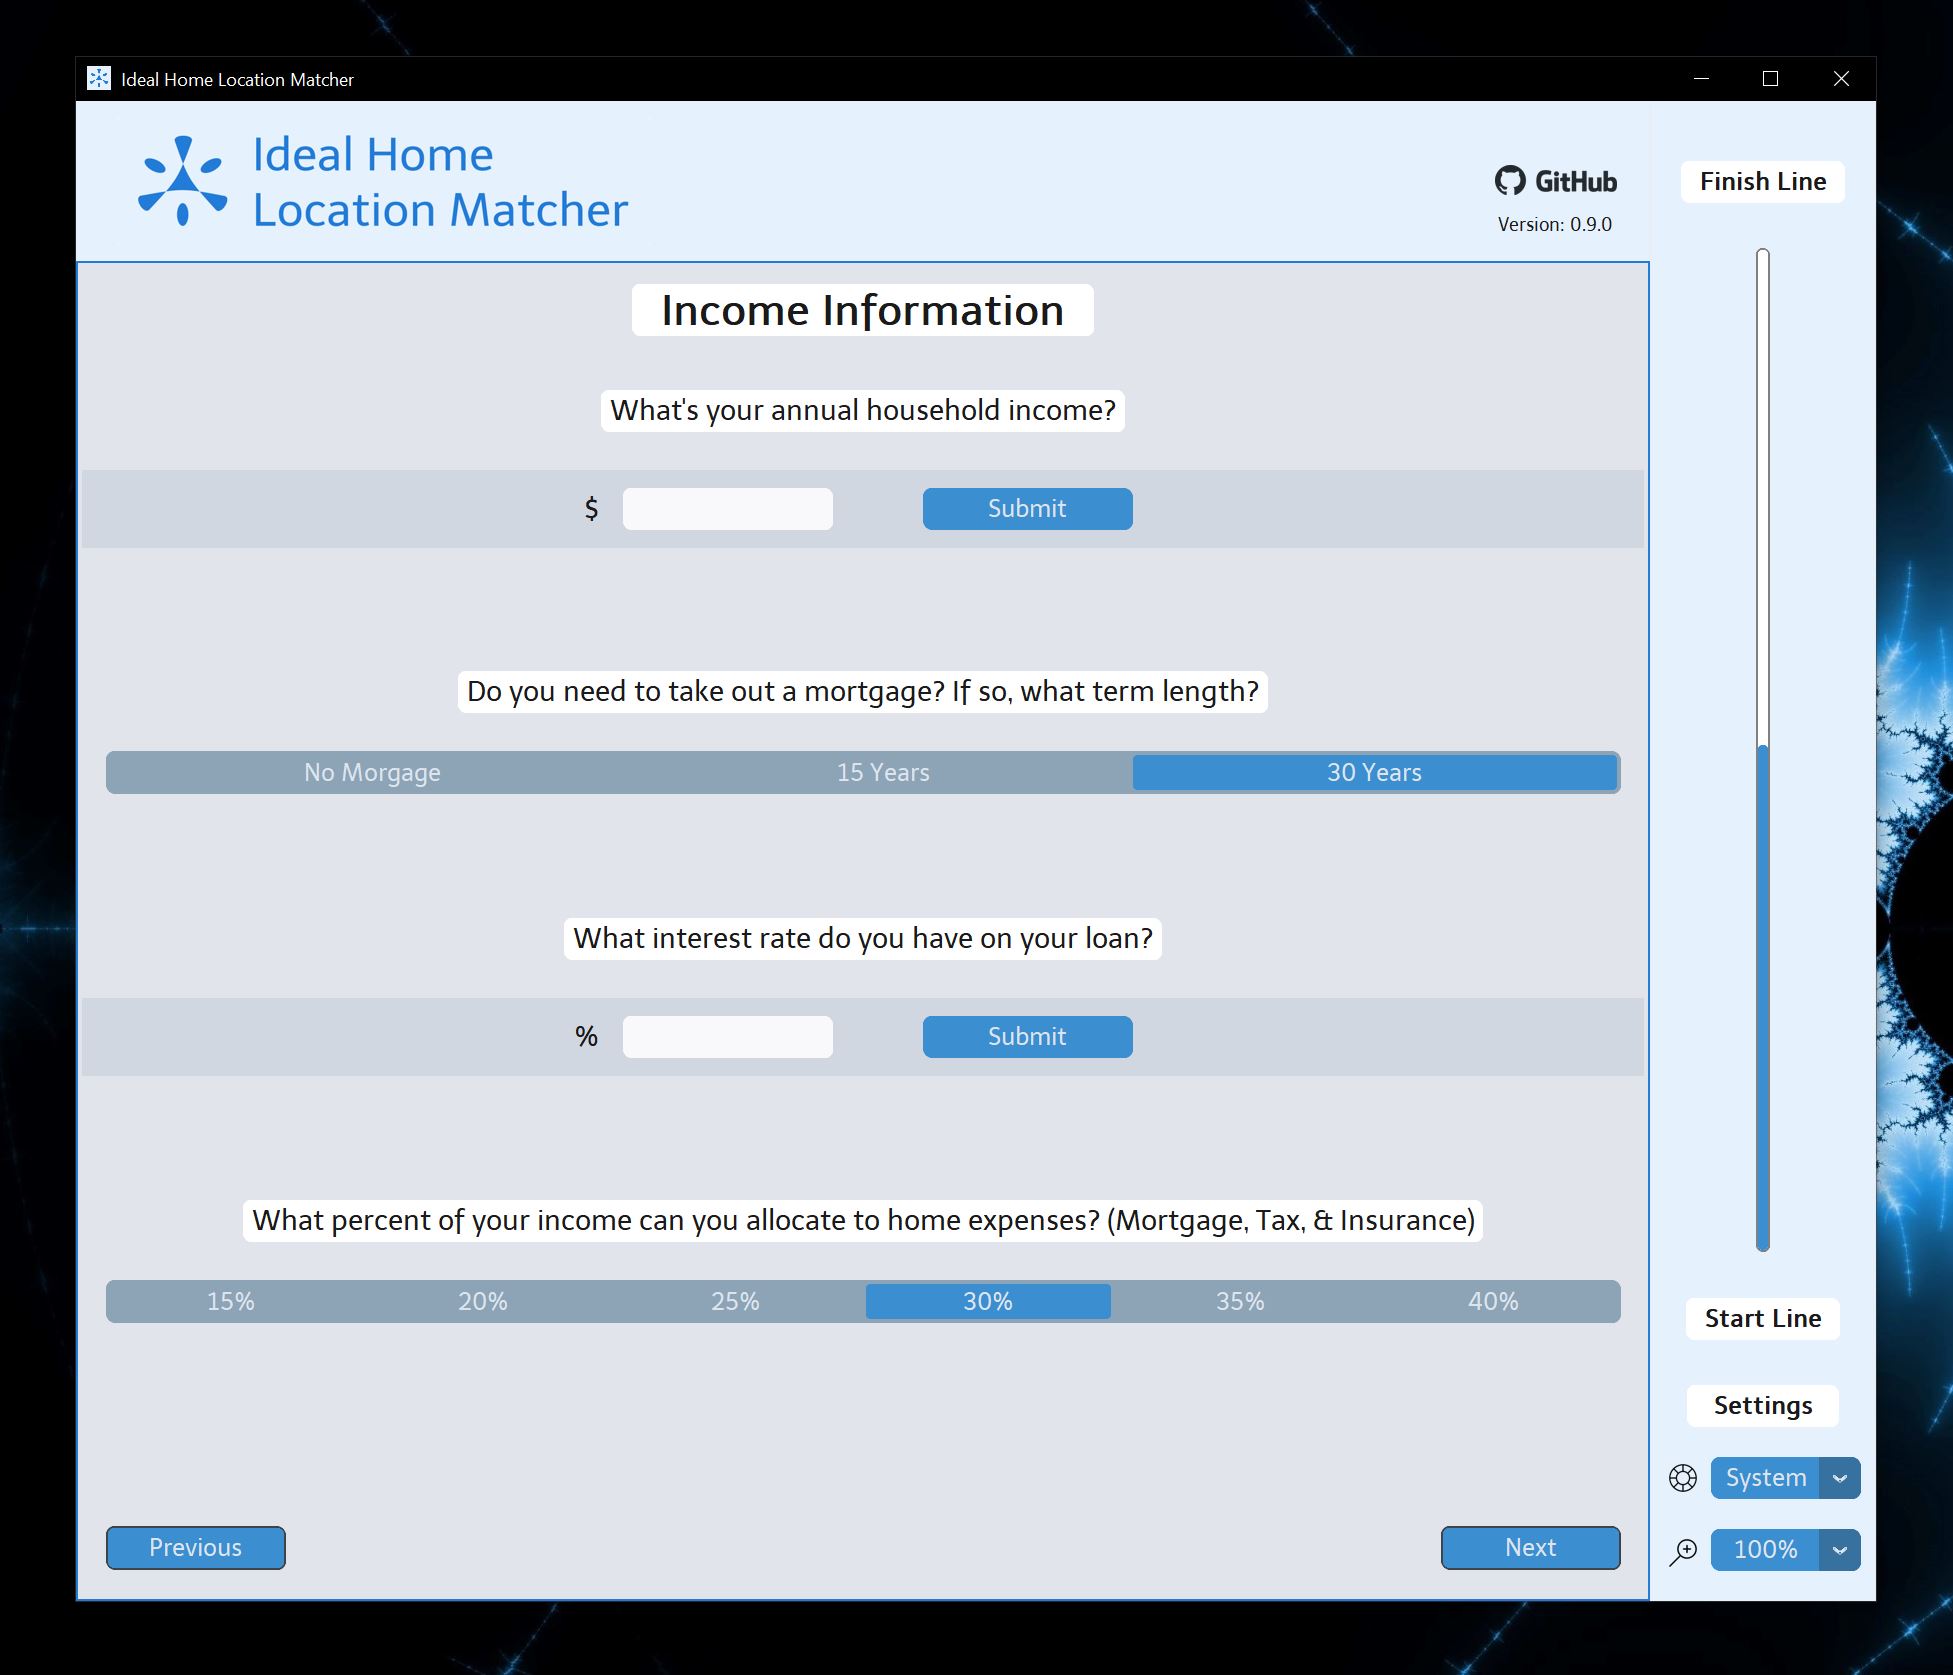 Ideal Home Location Matcher
Ideal Home
Location Matcher
GitHub
Version: 0.9.0
Finish Line
Income Information
What's your annual household income?
$
Submit
Do you need to take out a mortgage? If so, what term length?
No Morgage 15 Years 30 Years
What interest rate do you have on your loan?
%
Submit
What percent of your income can you allocate to home expenses? (Mortgage, Tax, & Insurance)
15% 20% 25% 30% 35% 40%
Previous
Next
Start Line
Settings
System
100%